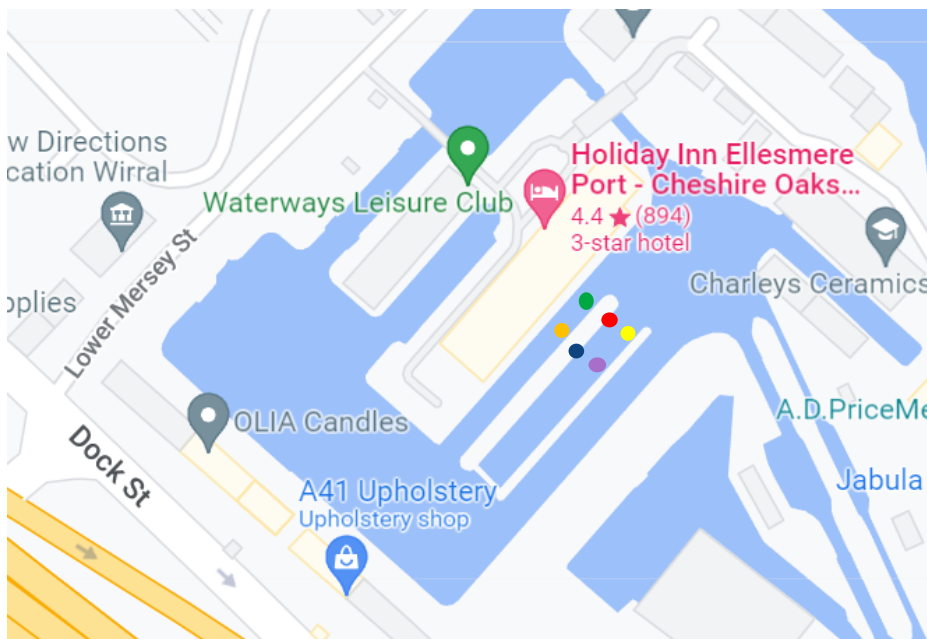 w Directions
cation Wirral
Holiday Inn Ellesmere
Port - Cheshire Oaks...
4.4 ★ (894)
3-star hotel
Waterways Leisure Club
Charleys Ceramics
pplies
Lower Mersey St
OLIA Candles
A.D.PriceMe
Dock St
Jabula
A41 Upholstery
Upholstery shop